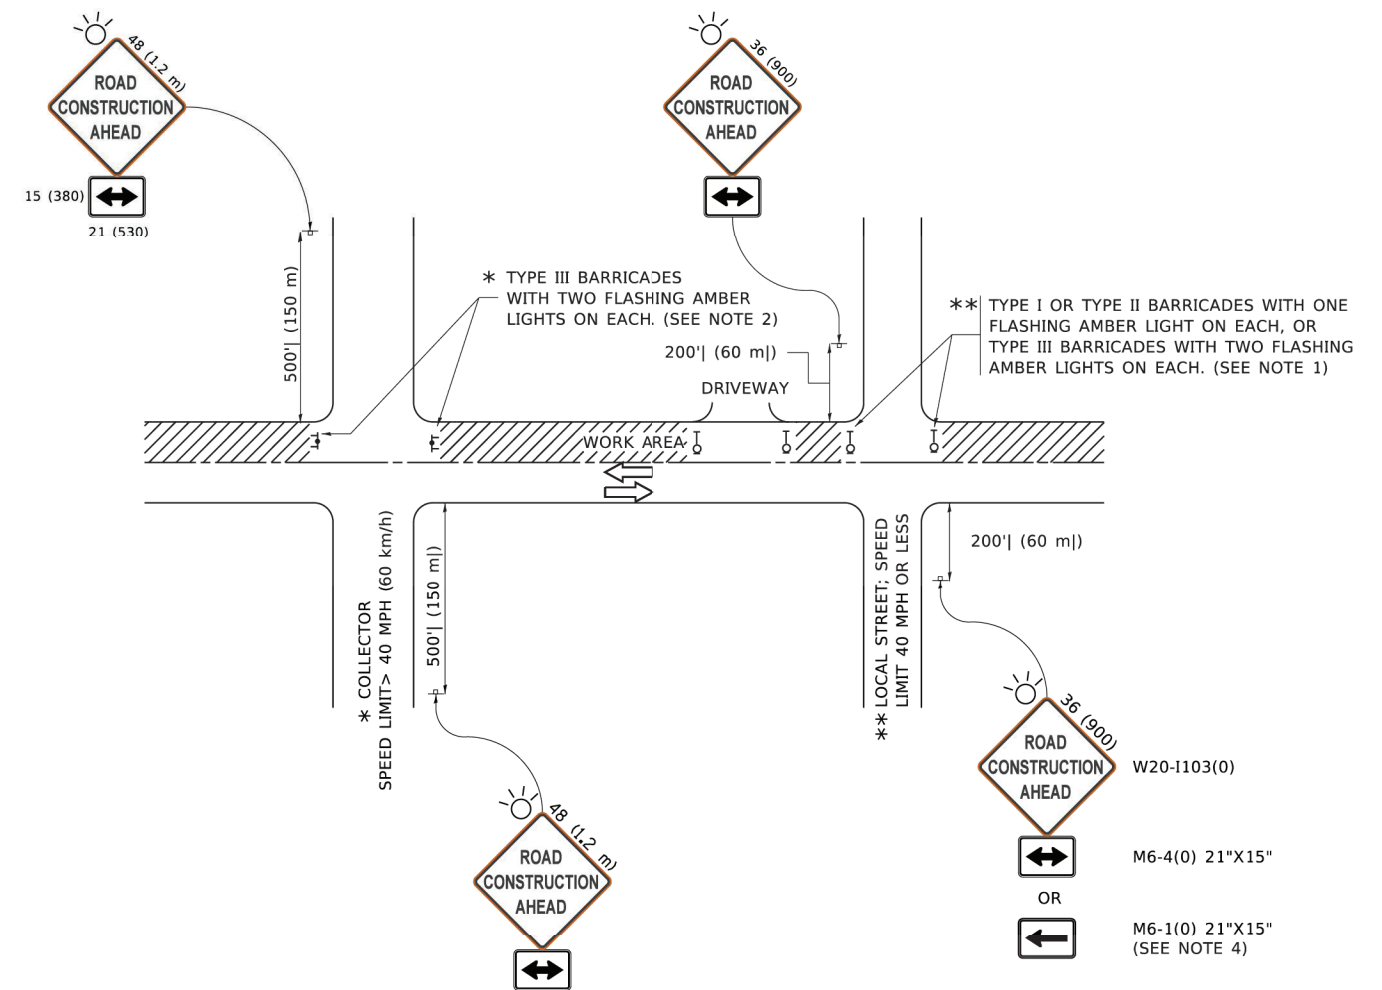 48 (1.2 m)
ROAD
CONSTRUCTION
AHEAD
15 (380)
21 (530)
36 (900)
ROAD
CONSTRUCTION
AHEAD
500'| (150 m)
* TYPE III BARRICADES
WITH TWO FLASHING AMBER
LIGHTS ON EACH. (SEE NOTE 2)
200'| (60 m|)
DRIVEWAY
** TYPE I OR TYPE II BARRICADES WITH ONE
FLASHING AMBER LIGHT ON EACH, OR
TYPE III BARRICADES WITH TWO FLASHING
AMBER LIGHTS ON EACH. (SEE NOTE 1)
WORK AREA
* COLLECTOR
SPEED LIMIT> 40 MPH (60 km/h)
500'| (150 m|)
** LOCAL STREET; SPEED
LIMIT 40 MPH OR LESS
200'| (60 m|)
48 (1.2 m)
ROAD
CONSTRUCTION
AHEAD
36 (900)
ROAD
CONSTRUCTION
AHEAD
W20-I103(0)
M6-4(0) 21"X15"
OR
M6-1(0) 21"X15"
(SEE NOTE 4)